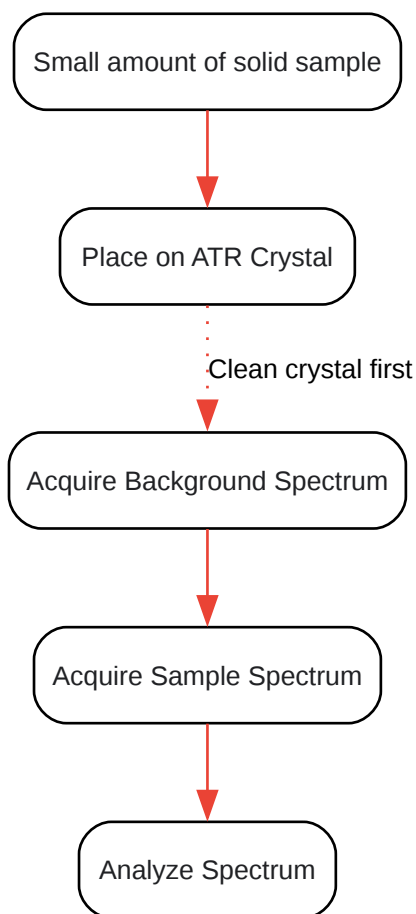 Small amount of solid sample
Place on ATR Crystal
Clean crystal first
Acquire Background Spectrum
Acquire Sample Spectrum
Analyze Spectrum